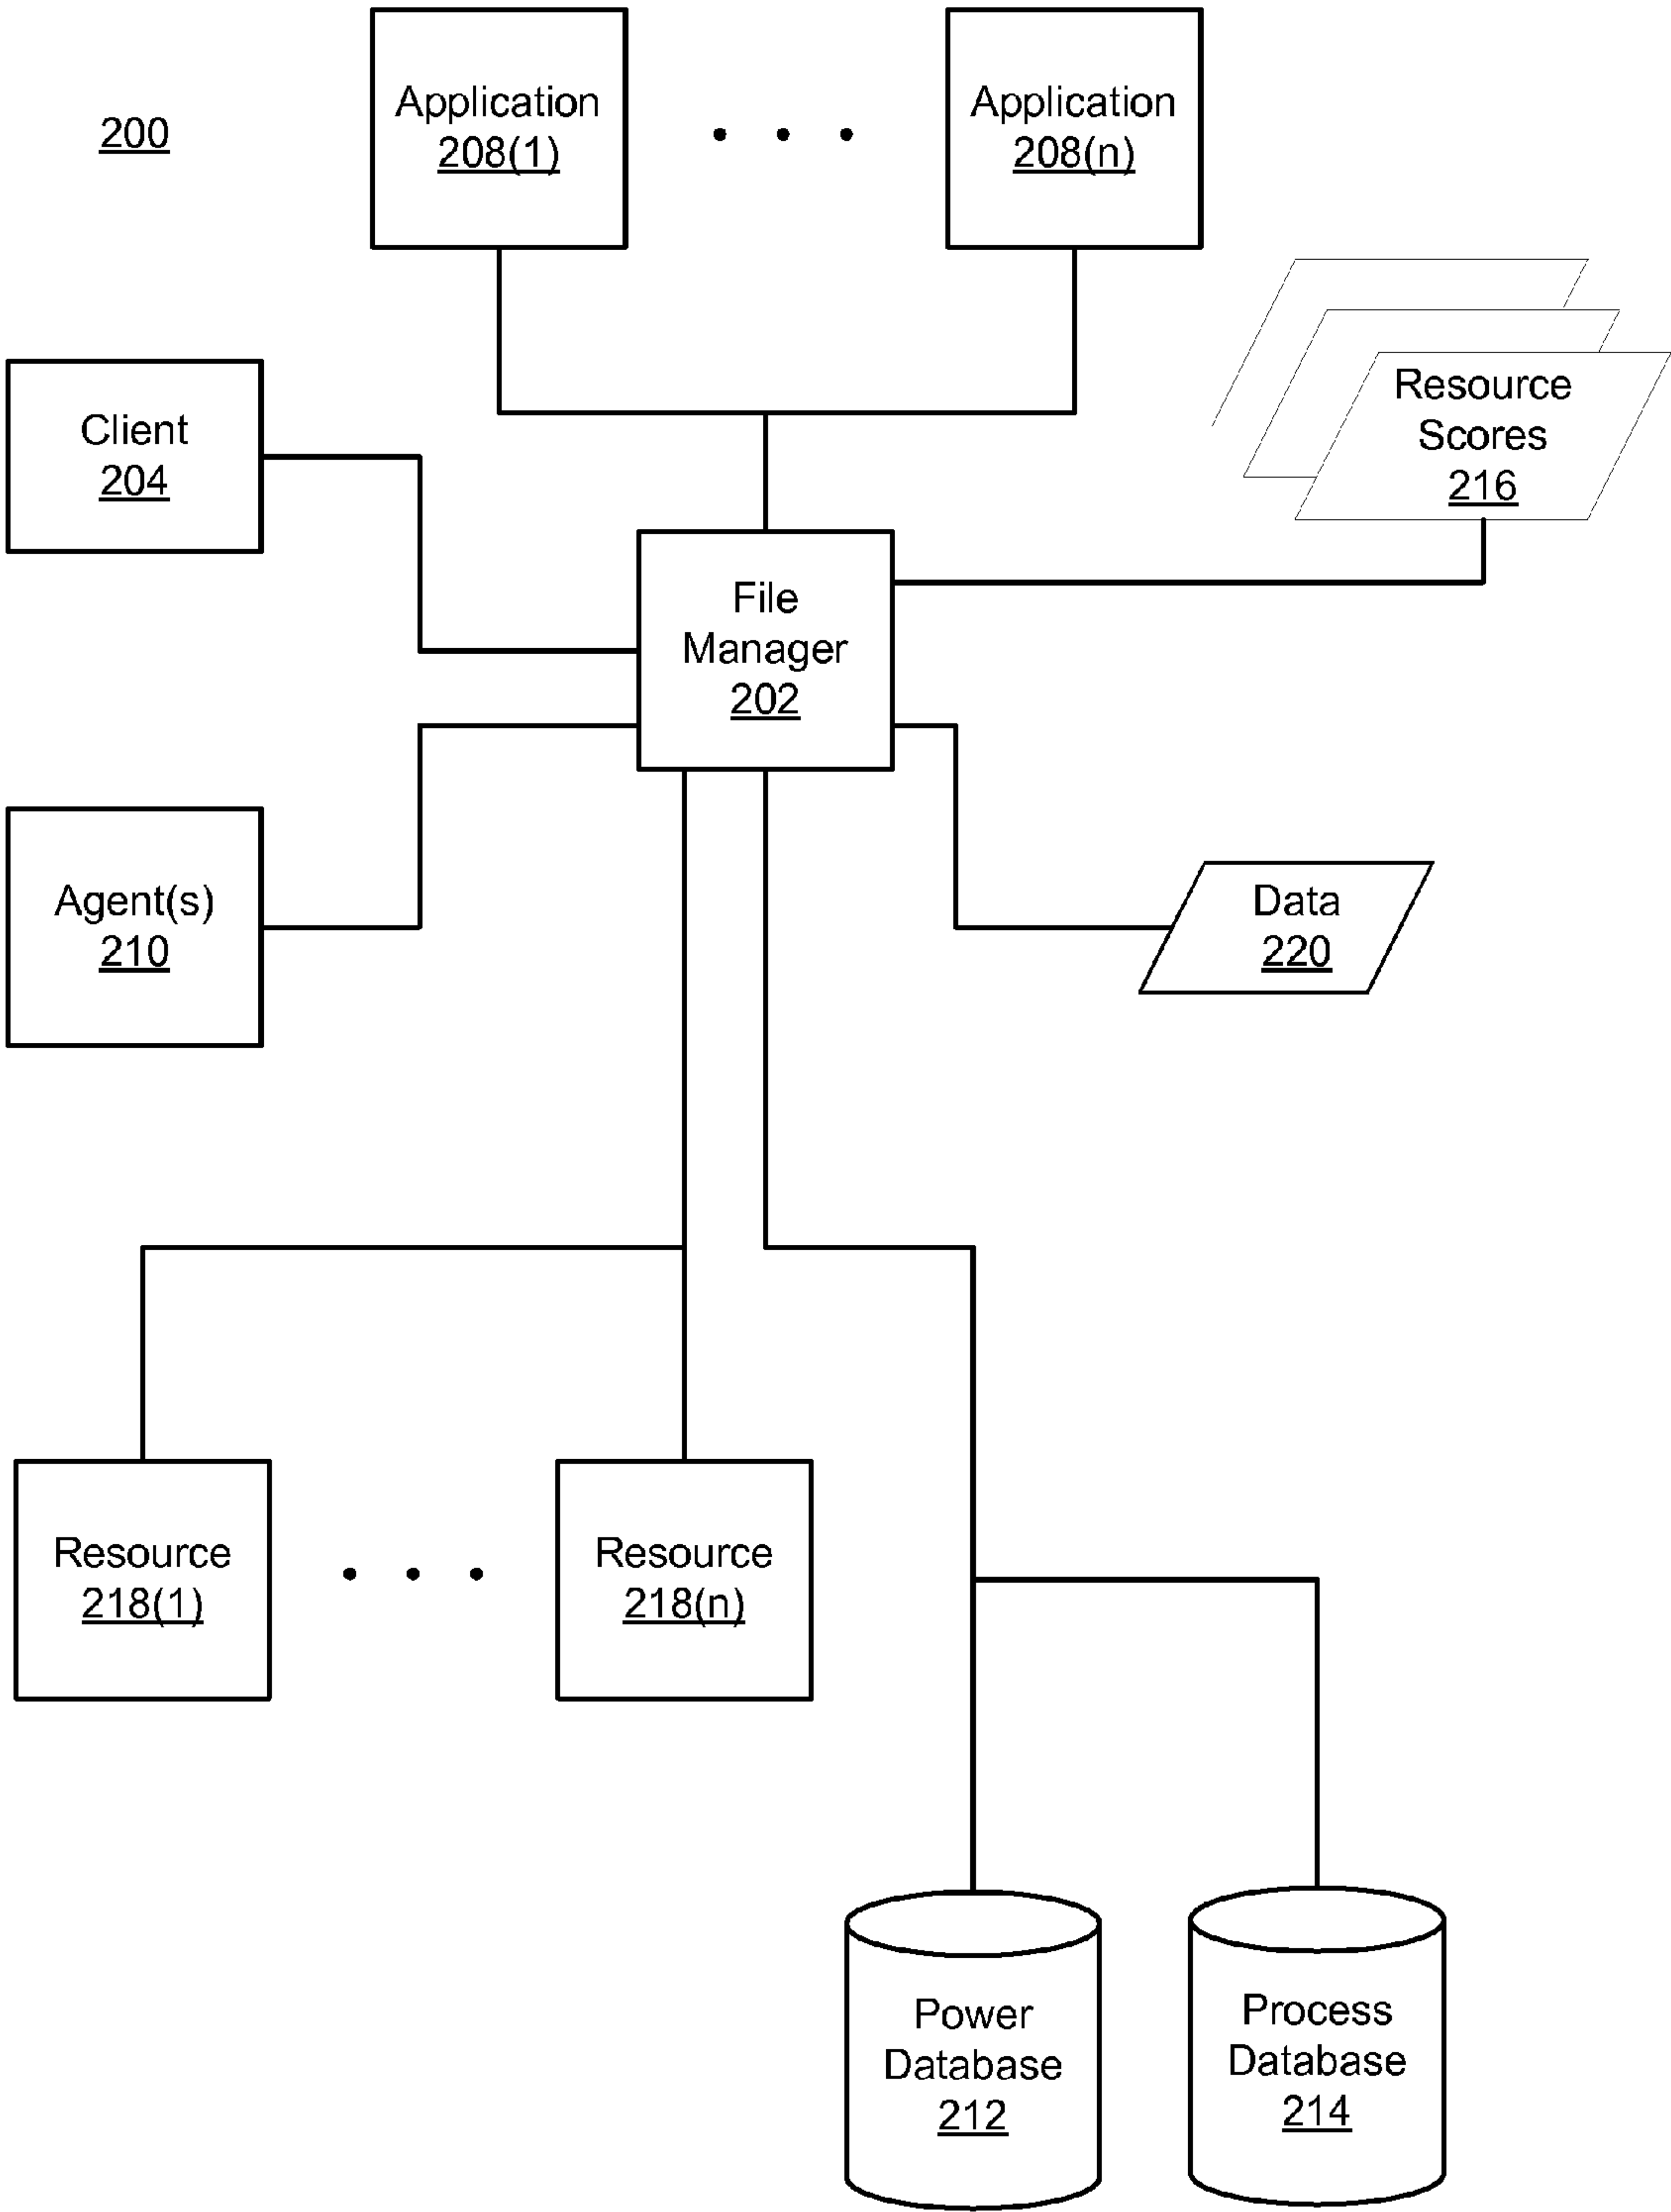 200
Application
208(1)
Application
208(n)
Resource
Scores
216
Client
204
File
Manager
202
Agent(s)
210
Data
220
Resource
218(1)
Resource
218(n)
Power
Database
212
Process
Database
214